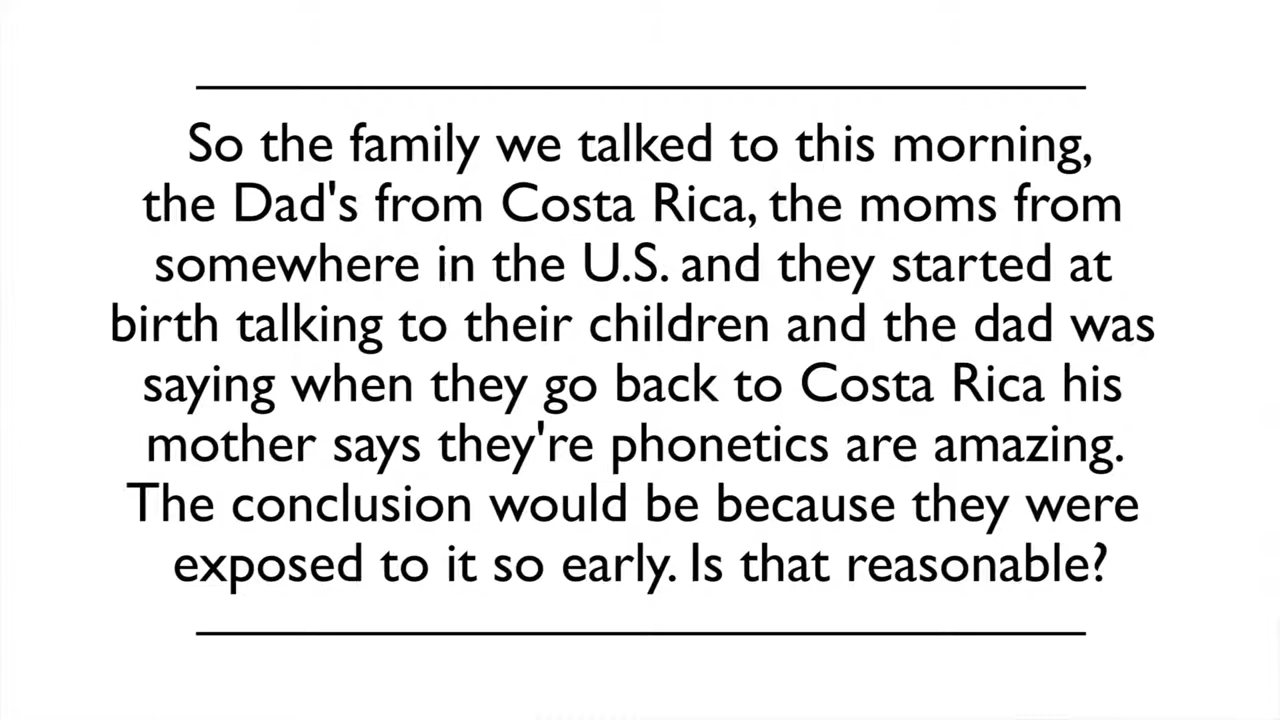 So the family we talked to this morning,
the Dad's from Costa Rica, the moms from
somewhere in the U.S. and they started at
birth talking to their children and the dad was
saying when they go back to Costa Rica his
mother says they're phonetics are amazing.
The conclusion would be because they were
exposed to it so early. Is that reasonable?